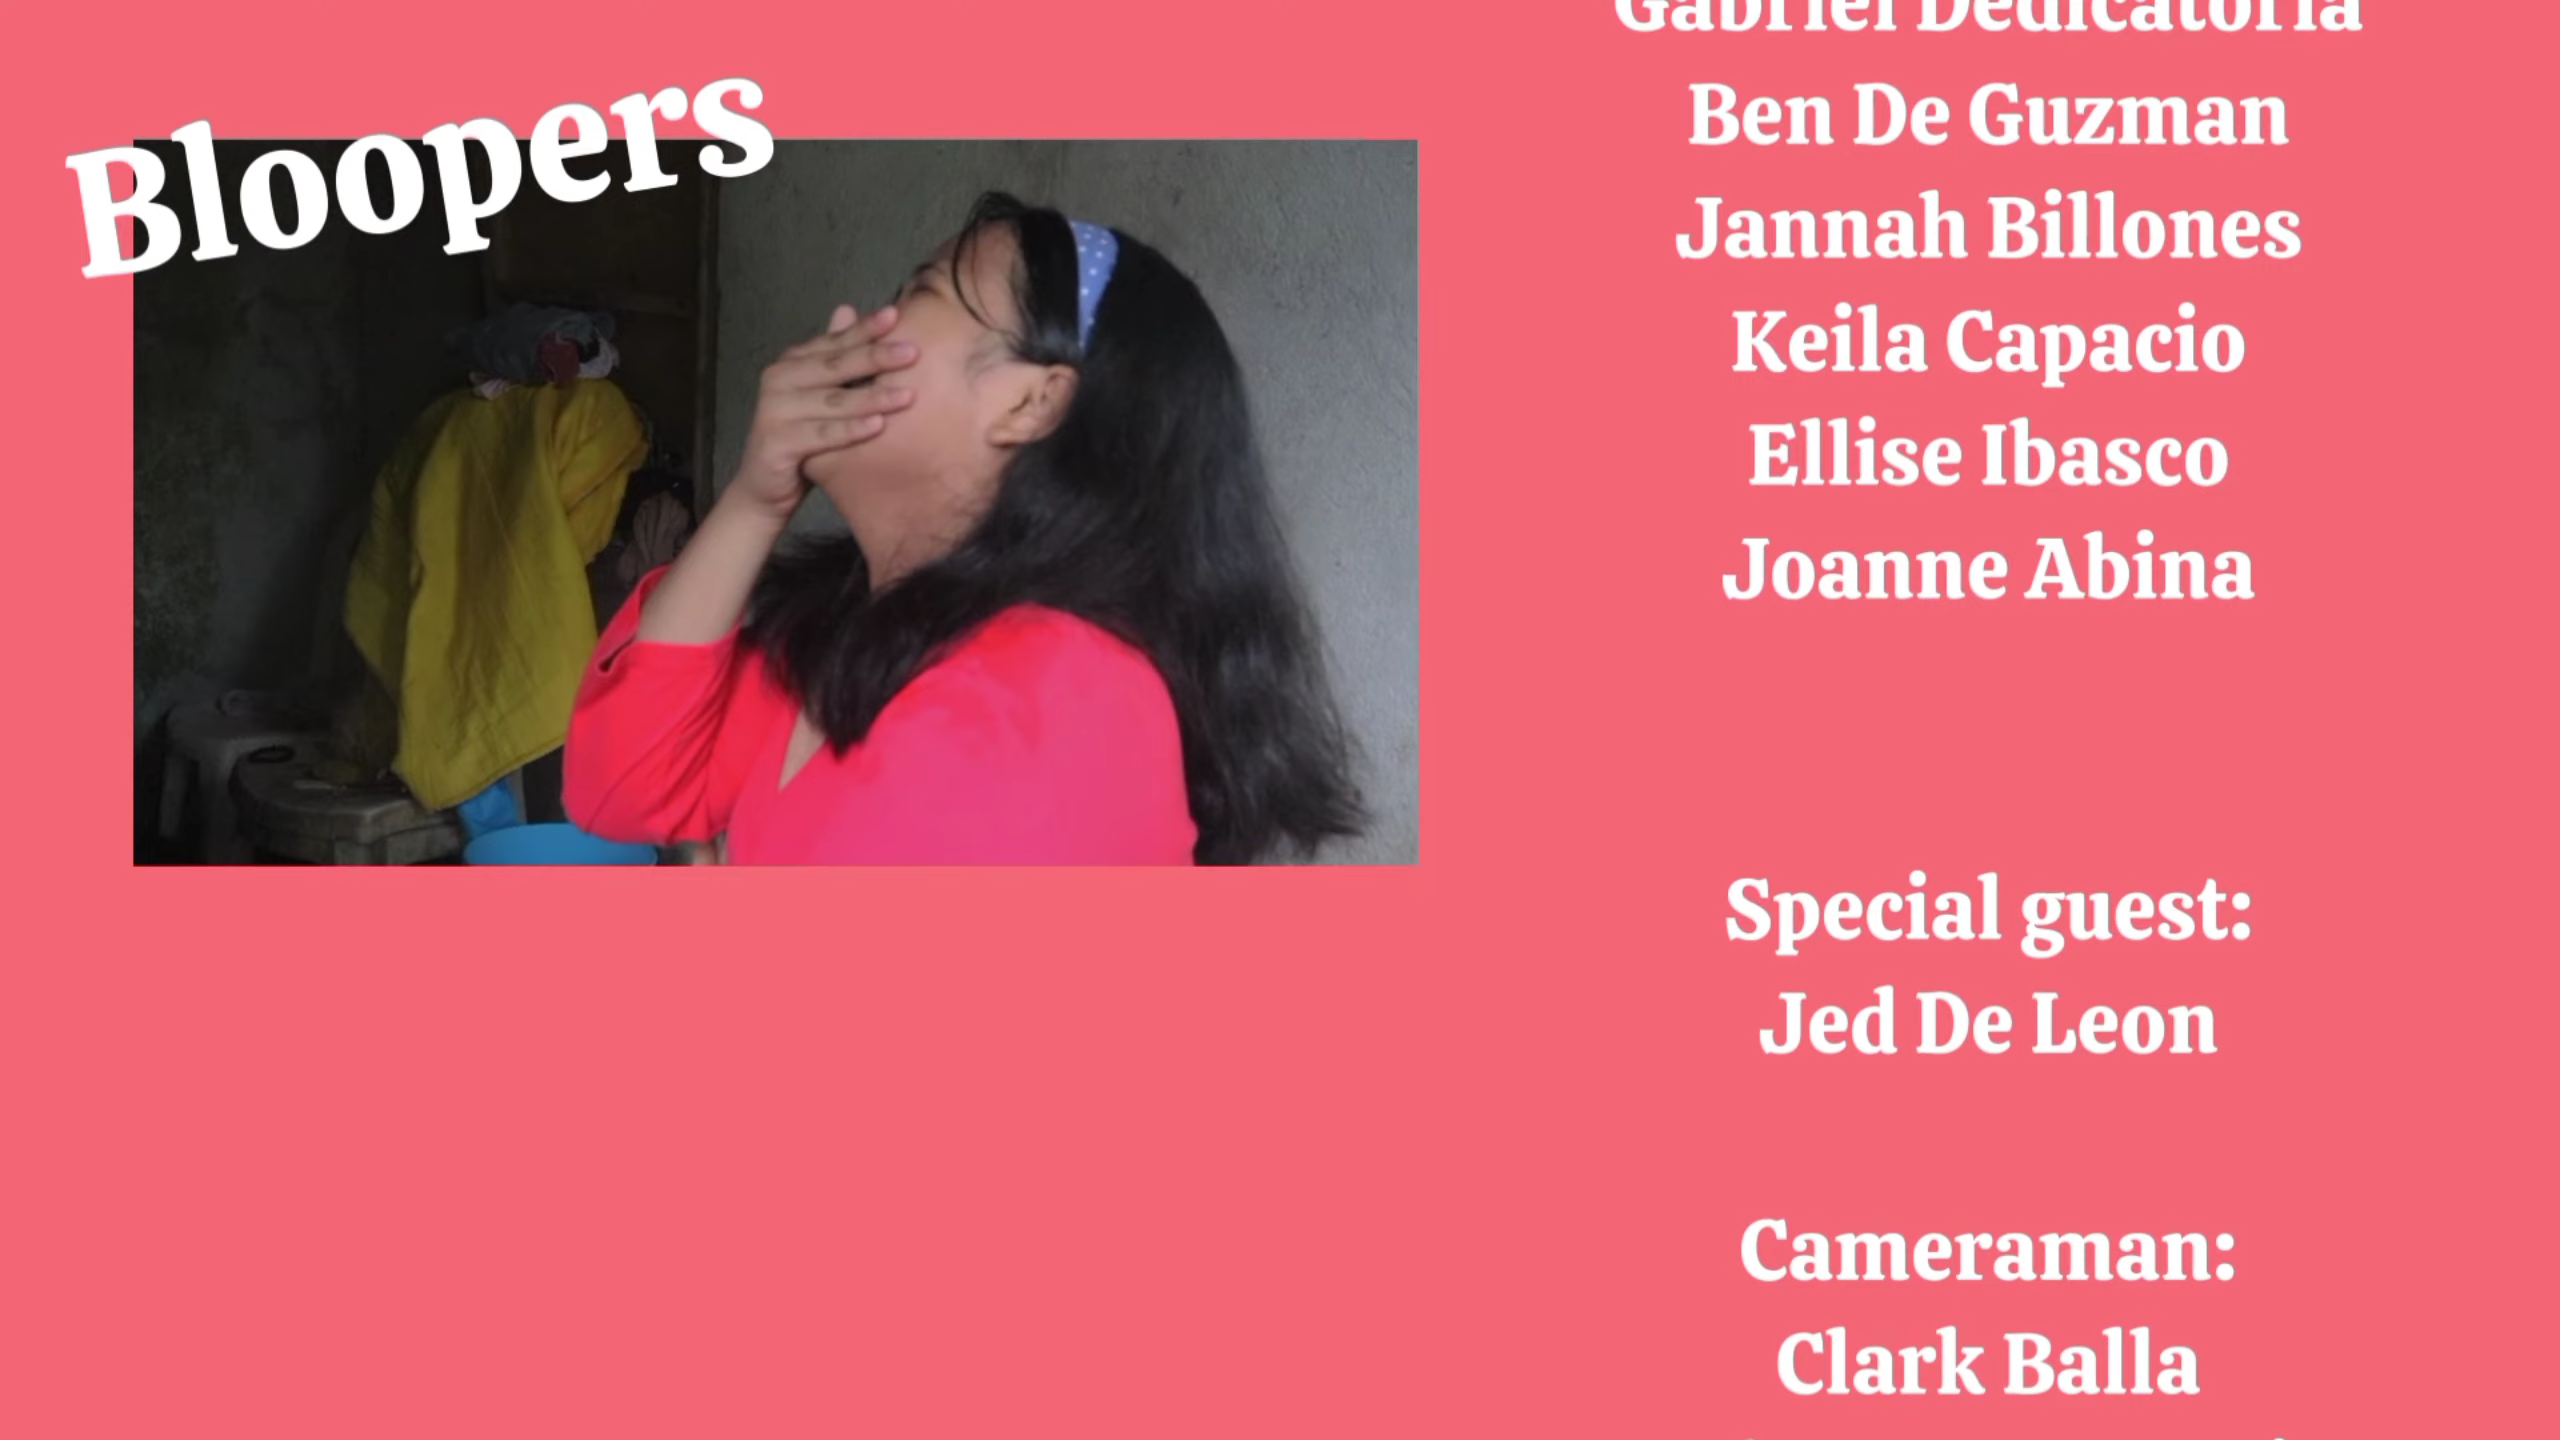 Bloopers
Gabriel Dedicatoria
Ben De Guzman
Jannah Billones
Keila Capacio
Ellise Ibasco
Joanne Abina
Special guest:
Jed De Leon
Cameraman:
Clark Balla